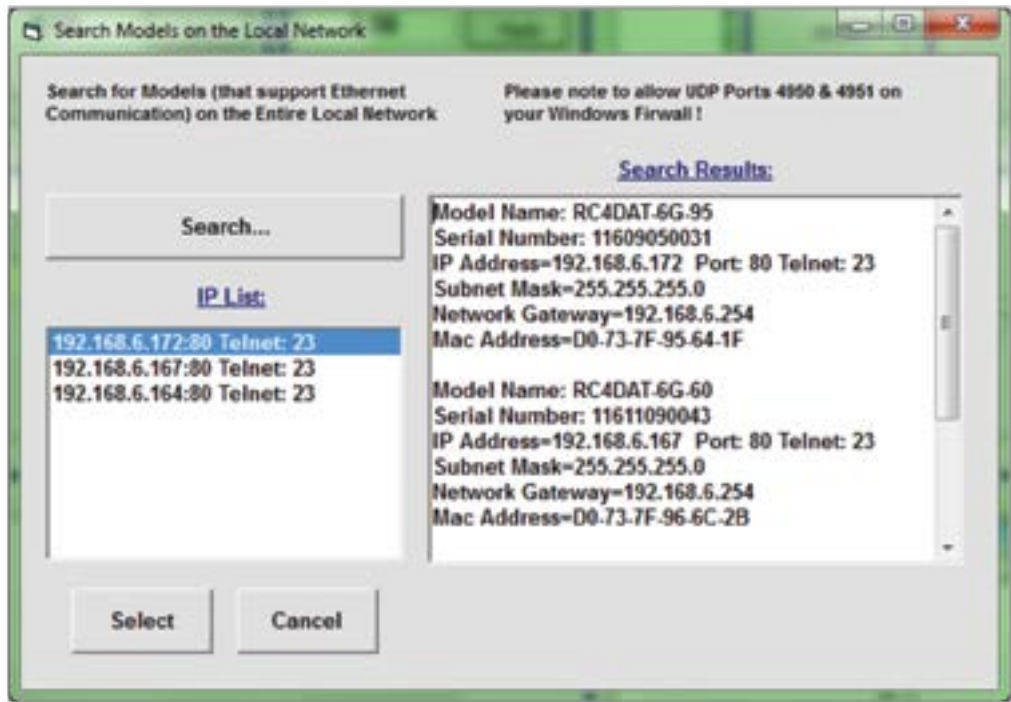 Search Models on the Local Network
Search for Models (that support Ethernet
Communication) on the Entire Local Network
Please note to allow UDP Ports 4950 & 4951 on
your Windows Firwall !
Search...
IP List:
192.168.6.172:80 Telnet: 23
192.168.6.167:80 Telnet: 23
192.168.6.164:80 Telnet: 23
Search Results:
Model Name: RC4DAT-6G-95
Serial Number: 11609050031
IP Address=192.168.6.172 Port: 80 Telnet: 23
Subnet Mask=255.255.255.0
Network Gateway=192.168.6.254
Mac Address=D0-73-7F-95-64-1F
Model Name: RC4DAT-6G-60
Serial Number: 11611090043
IP Address=192.168.6.167 Port: 80 Telnet: 23
Subnet Mask=255.255.255.0
Network Gateway=192.168.6.254
Mac Address=D0-73-7F-96-6C-2B
Select
Cancel